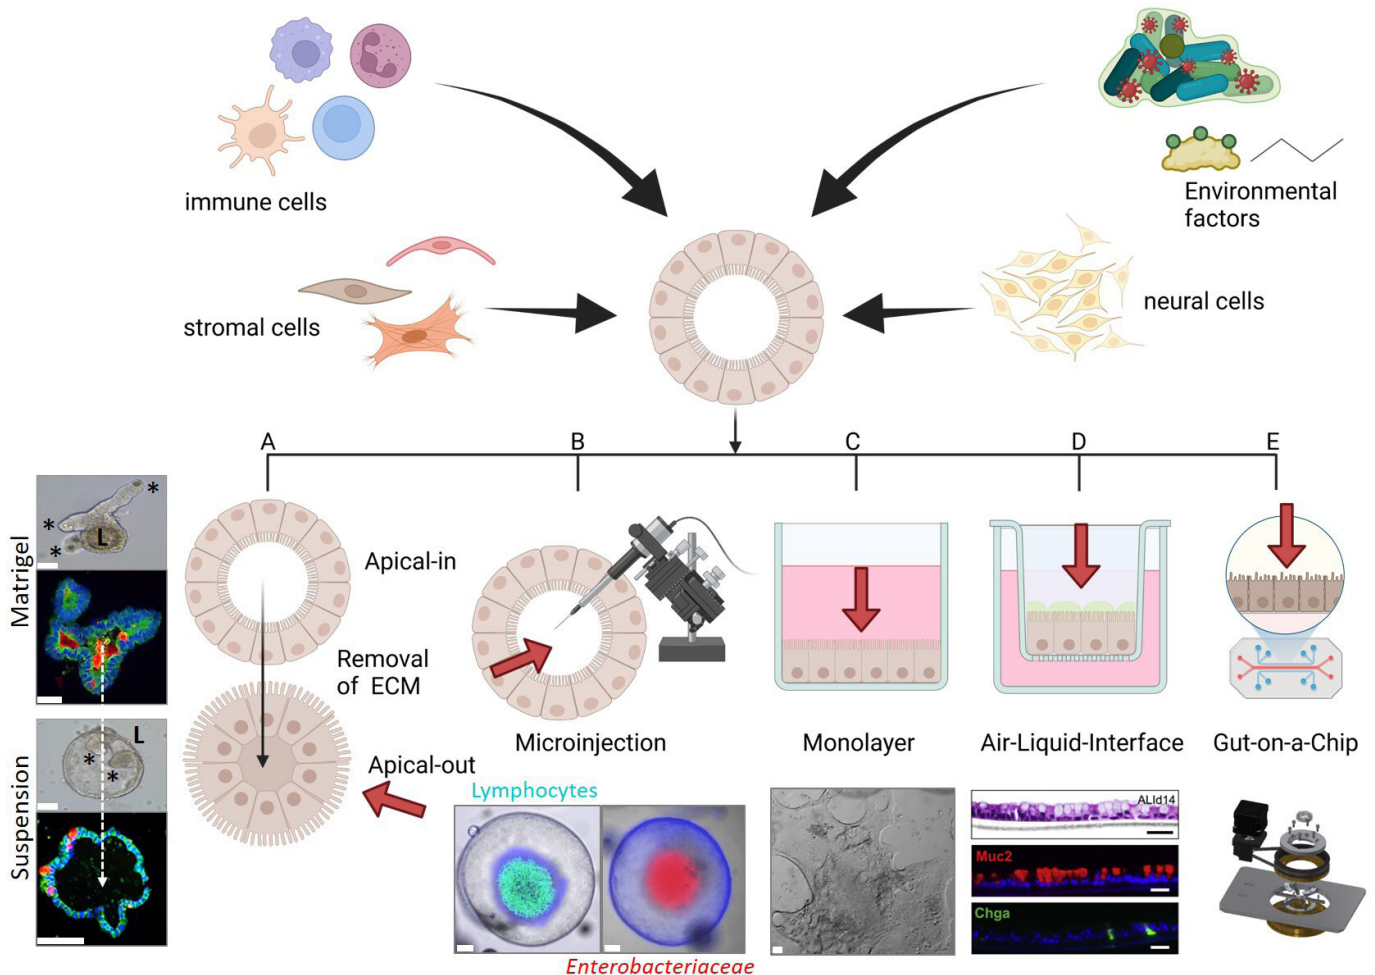 immune cells
Environmental
factors
stromal cells
neural cells
A
B
C
D
E
Matrigel
*
*
*
L
Apical-in
Removal
of ECM
Suspension
L
*
*
Apical-out
Microinjection
Monolayer
Air-Liquid-Interface
Gut-on-a-Chip
Lymphocytes
Enterobacteriaceae
ALId14
Muc2
Chga